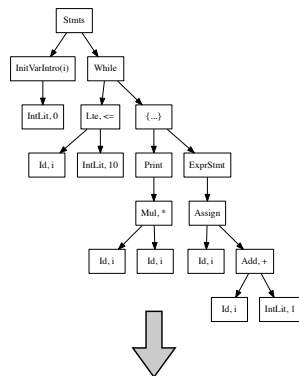 Stmts
InitVarIntro(i) While
IntLit, 0 Lte, <= {...}
Id, i IntLit, 10 Print ExprStmt
Mul, * Assign
Id, i Id, i Id, i Add, +
Id, i IntLit, 1